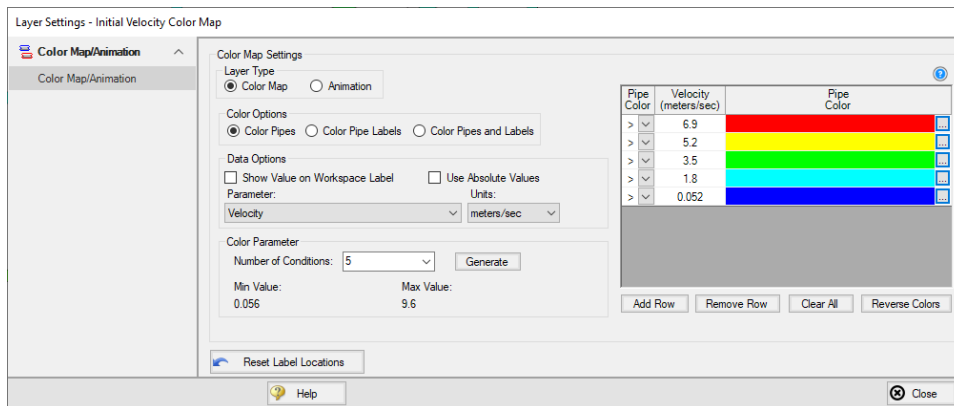 Layer Settings - Initial Velocity Color Map
Color Map/Animation
Color Map/Animation
Color Map Settings
Layer Type
Color Map Animation
Color Options
Color Pipes Color Pipe Labels Color Pipes and Labels
Data Options
Show Value on Workspace Label Use Absolute Values
Parameter: Units:
Velocity meters/sec
Color Parameter
Number of Conditions: 5 Generate
Min Value: Max Value:
0.056 9.6
Reset Label Locations
?
Pipe Velocity Pipe
Color (meters/sec) Color
> 6.9 ...
> 5.2 ...
> 3.5 ...
> 1.8 ...
> 0.052 ...
Add Row Remove Row Clear All Reverse Colors
? Help Close